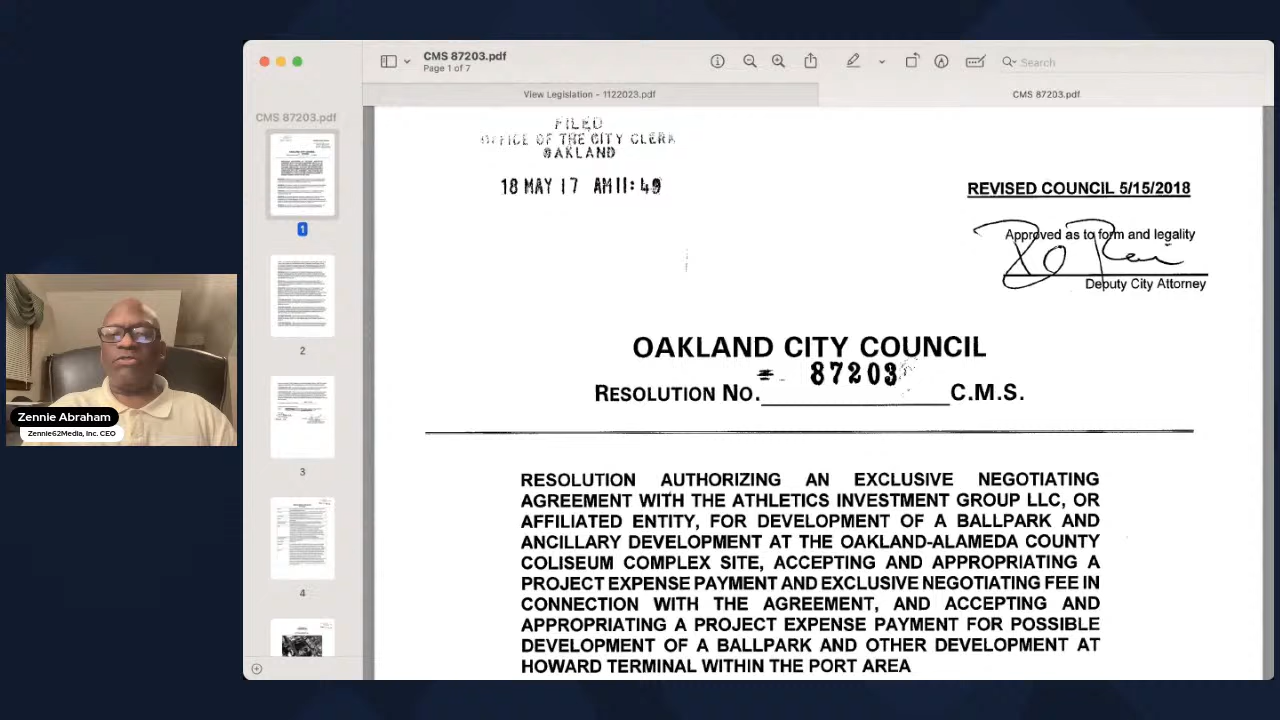 CMS 87203.pdf
Page 1 of 7
Search
View Legislation - 1122023.pdf
CMS 87203.pdf
CMS 87203.pdf
1
2
3
4
FILED
OFFICE OF THE CITY CLERK
OAKLAND
18 MAY 17 AM 11:49
REVISED COUNCIL 5/15/2018
Approved as to form and legality
Deputy City Attorney
OAKLAND CITY COUNCIL
87203
RESOLUTION NO. C.M.S.
RESOLUTION AUTHORIZING AN EXCLUSIVE NEGOTIATING
AGREEMENT WITH THE ATHLETICS INVESTMENT GROUP LLC, OR
AFFILIATED ENTITY, FOR DEVELOPMENT OF A BALLPARK AND
ANCILLARY DEVELOPMENT AT THE OAKLAND-ALAMEDA COUNTY
COLISEUM COMPLEX SITE, ACCEPTING AND APPROPRIATING A
PROJECT EXPENSE PAYMENT AND EXCLUSIVE NEGOTIATING FEE IN
CONNECTION WITH THE AGREEMENT, AND ACCEPTING AND
APPROPRIATING A PROJECT EXPENSE PAYMENT FOR POSSIBLE
DEVELOPMENT OF A BALLPARK AND OTHER DEVELOPMENT AT
HOWARD TERMINAL WITHIN THE PORT AREA
Zennie Abraham
Zennie62Media, Inc. CEO